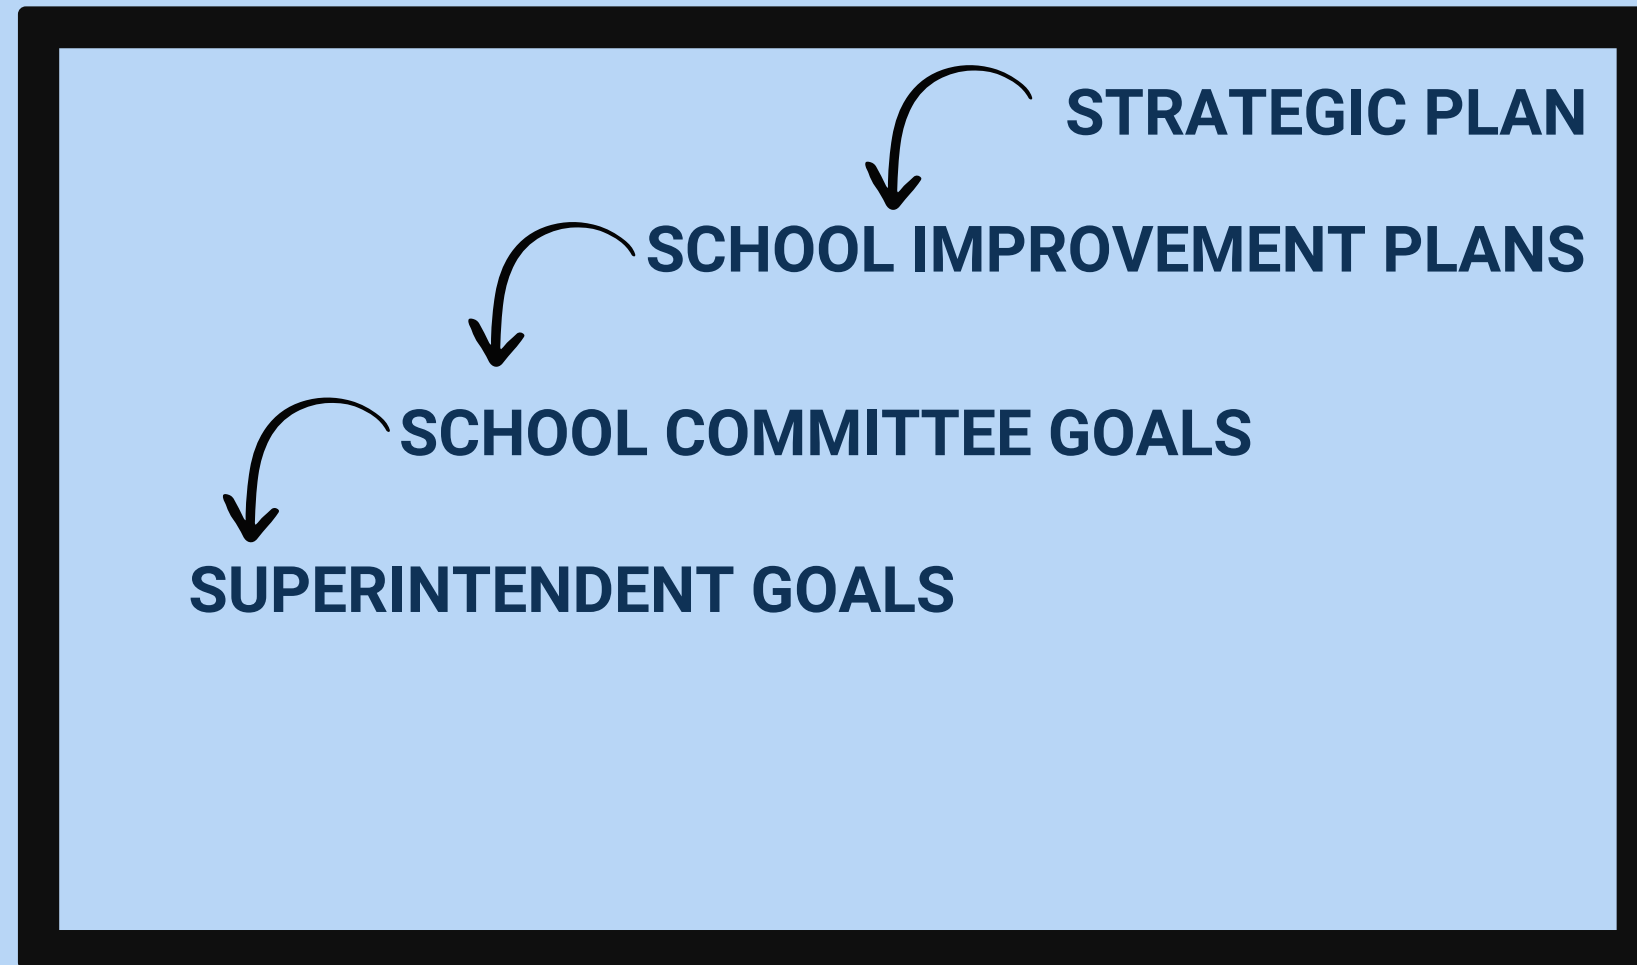 STRATEGIC PLAN
SCHOOL IMPROVEMENT PLANS
SCHOOL COMMITTEE GOALS
SUPERINTENDENT GOALS